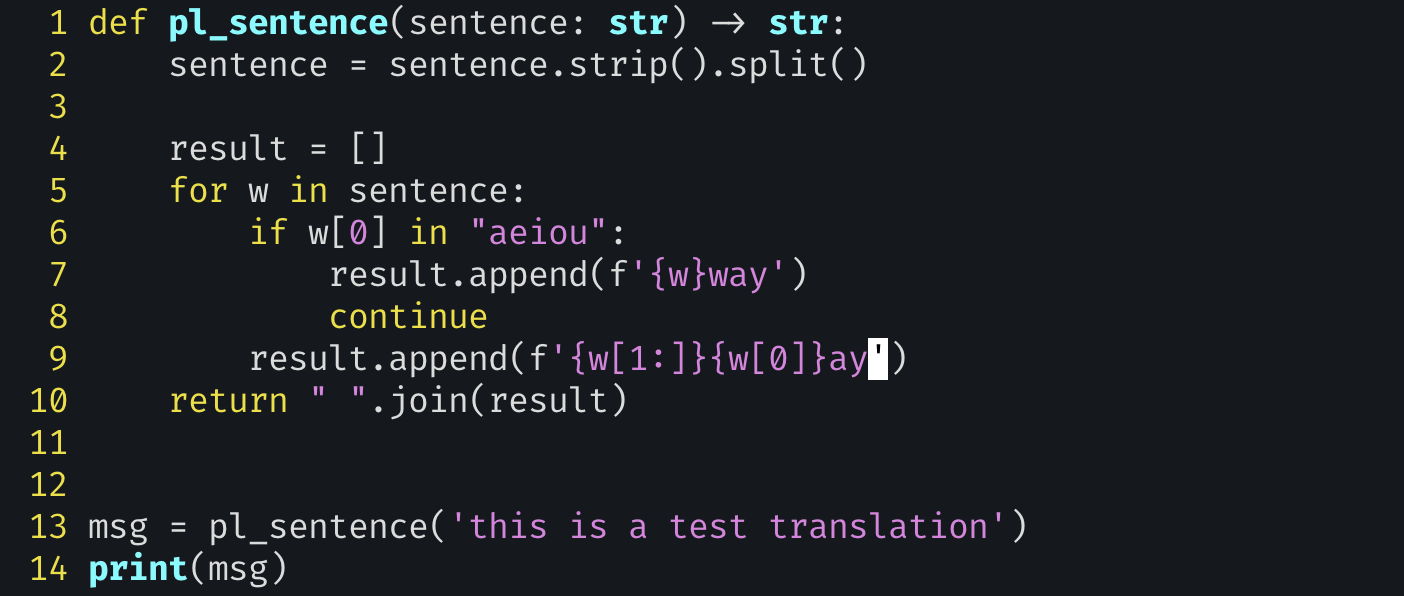 1 def pl_sentence(sentence: str) -> str:
2     sentence = sentence.strip().split()
3
4     result = []
5     for w in sentence:
6         if w[0] in "aeiou":
7             result.append(f'{w}way')
8             continue
9         result.append(f'{w[1:]}{w[0]}ay')
10     return " ".join(result)
11
12
13 msg = pl_sentence('this is a test translation')
14 print(msg)